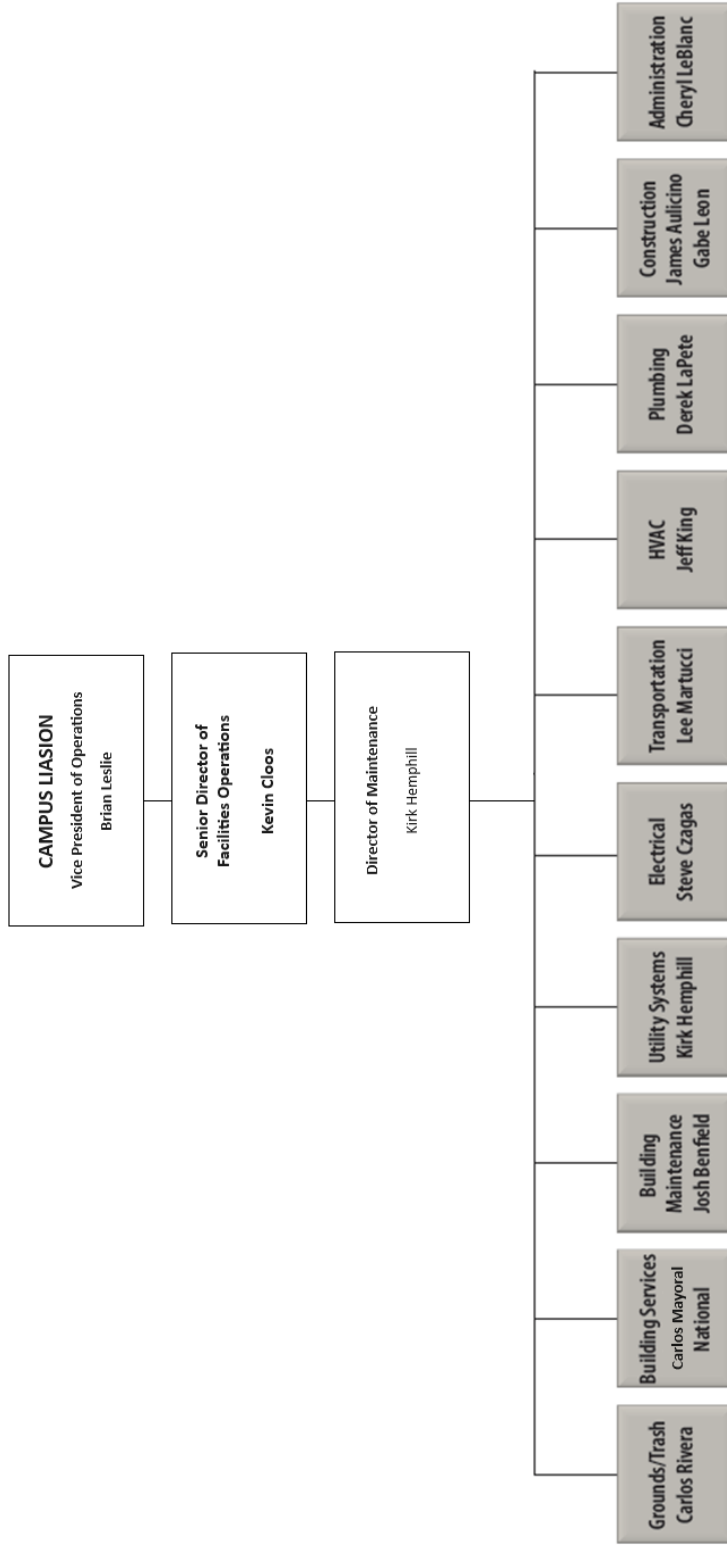 CAMPUS LIASION
Vice President of Operations
Brian Leslie
Senior Director of
Facilities Operations
Kevin Cloos
Director of Maintenance
Kirk Hemphill
Grounds/Trash
Carlos Rivera
Building Services
Carlos Mayoral
National
Building
Maintenance
Josh Benfield
Utility Systems
Kirk Hemphill
Electrical
Steve Czagas
Transportation
Lee Martucci
HVAC
Jeff King
Plumbing
Derek LaPete
Construction
James Aulicino
Gabe Leon
Administration
Cheryl LeBlanc